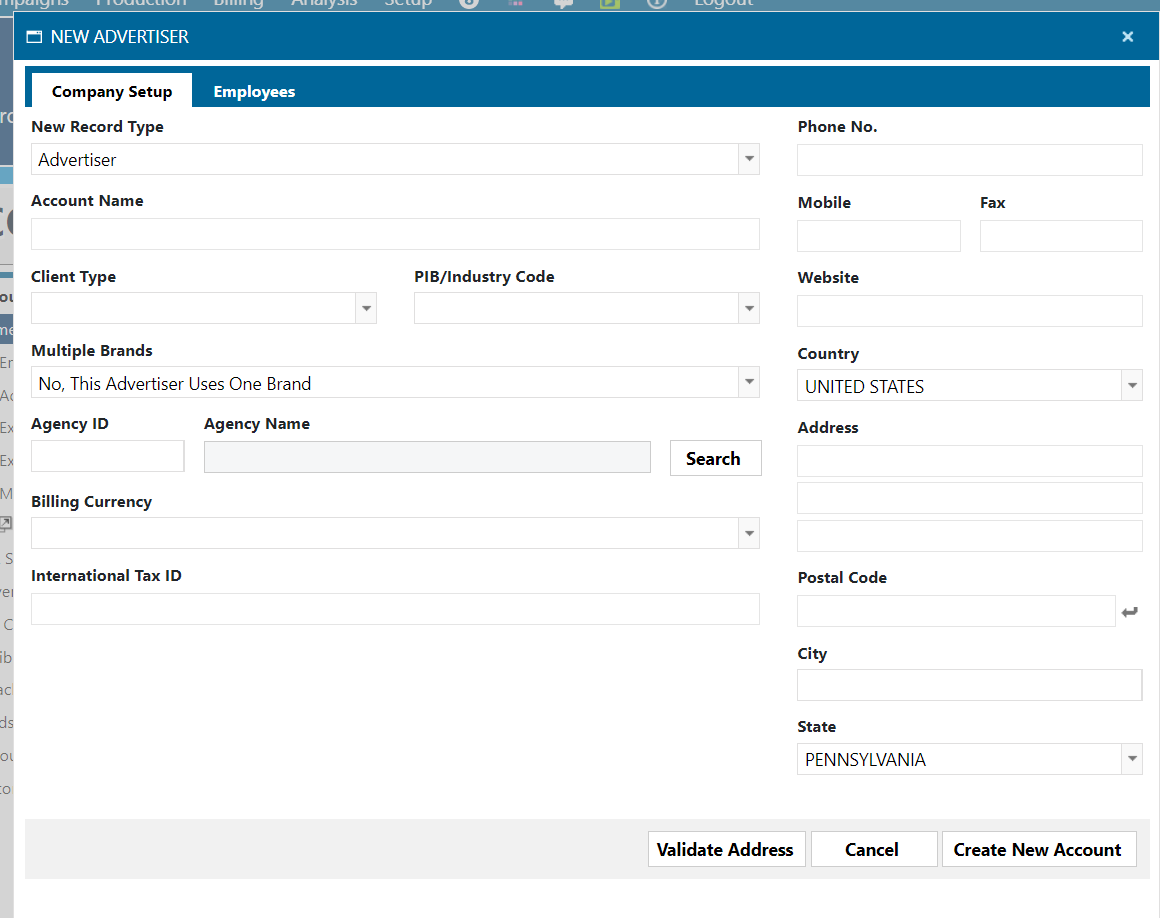 Production Billing Analysis Setup Logout
NEW ADVERTISER
Company Setup Employees
New Record Type
Advertiser
Account Name
Client Type PIB/Industry Code
Multiple Brands
No, This Advertiser Uses One Brand
Agency ID Agency Name
Search
Billing Currency
International Tax ID
Phone No.
Mobile Fax
Website
Country
UNITED STATES
Address
Postal Code
City
State
PENNSYLVANIA
Validate Address Cancel Create New Account